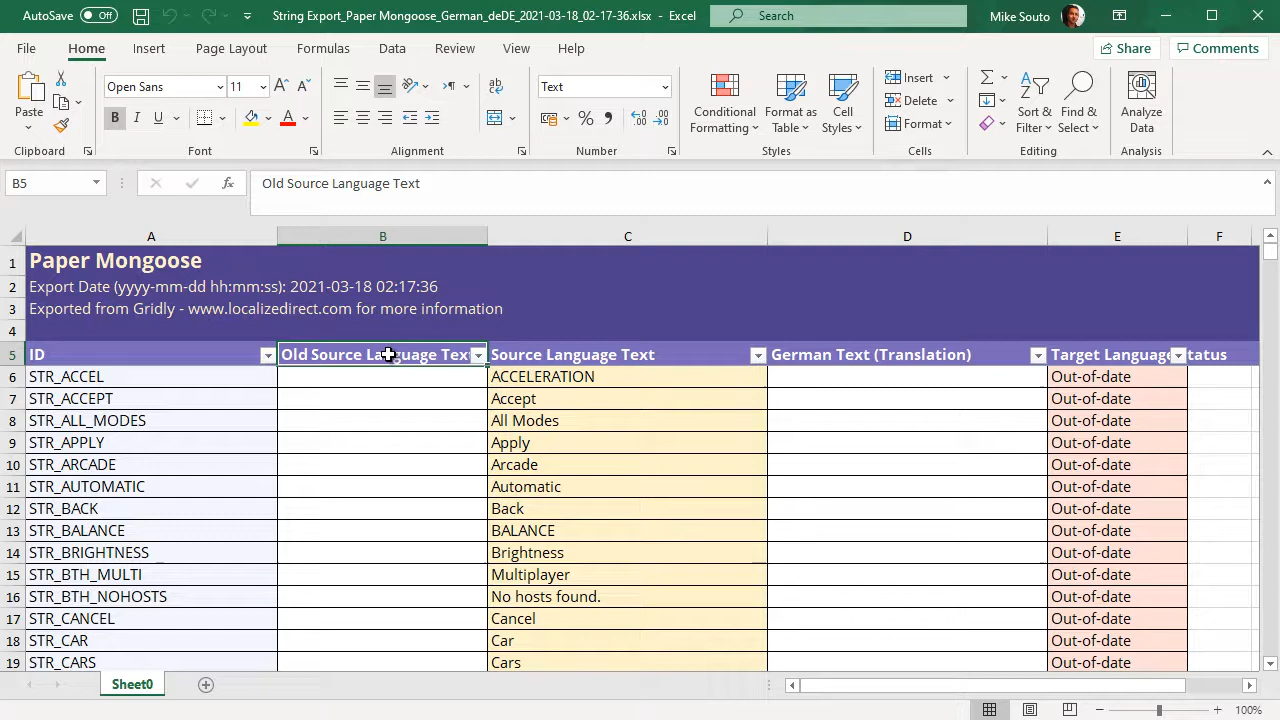 AutoSave Off String Export_Paper Mongoose_German_deDE_2021-03-18_02-17-36.xlsx - Excel Search Mike Souto
File Home Insert Page Layout Formulas Data Review View Help Share Comments
Paste Open Sans 11 A A ab Text Conditional Formatting Format as Table Cell Styles Insert Delete Format Sort & Filter Find & Select Analyze Data
B I U A % 9 .00 .0
Clipboard Font Alignment Number Styles Cells Editing Analysis
B5 fx Old Source Language Text
A B C D E F
1 Paper Mongoose
2 Export Date (yyyy-mm-dd hh:mm:ss): 2021-03-18 02:17:36
3 Exported from Gridly - www.localizedirect.com for more information
4
5 ID Old Source Language Text Source Language Text German Text (Translation) Target Language Status
6 STR_ACCEL ACCELERATION Out-of-date
7 STR_ACCEPT Accept Out-of-date
8 STR_ALL_MODES All Modes Out-of-date
9 STR_APPLY Apply Out-of-date
10 STR_ARCADE Arcade Out-of-date
11 STR_AUTOMATIC Automatic Out-of-date
12 STR_BACK Back Out-of-date
13 STR_BALANCE BALANCE Out-of-date
14 STR_BRIGHTNESS Brightness Out-of-date
15 STR_BTH_MULTI Multiplayer Out-of-date
16 STR_BTH_NOHOSTS No hosts found. Out-of-date
17 STR_CANCEL Cancel Out-of-date
18 STR_CAR Car Out-of-date
19 STR_CARS Cars Out-of-date
Sheet0
100%